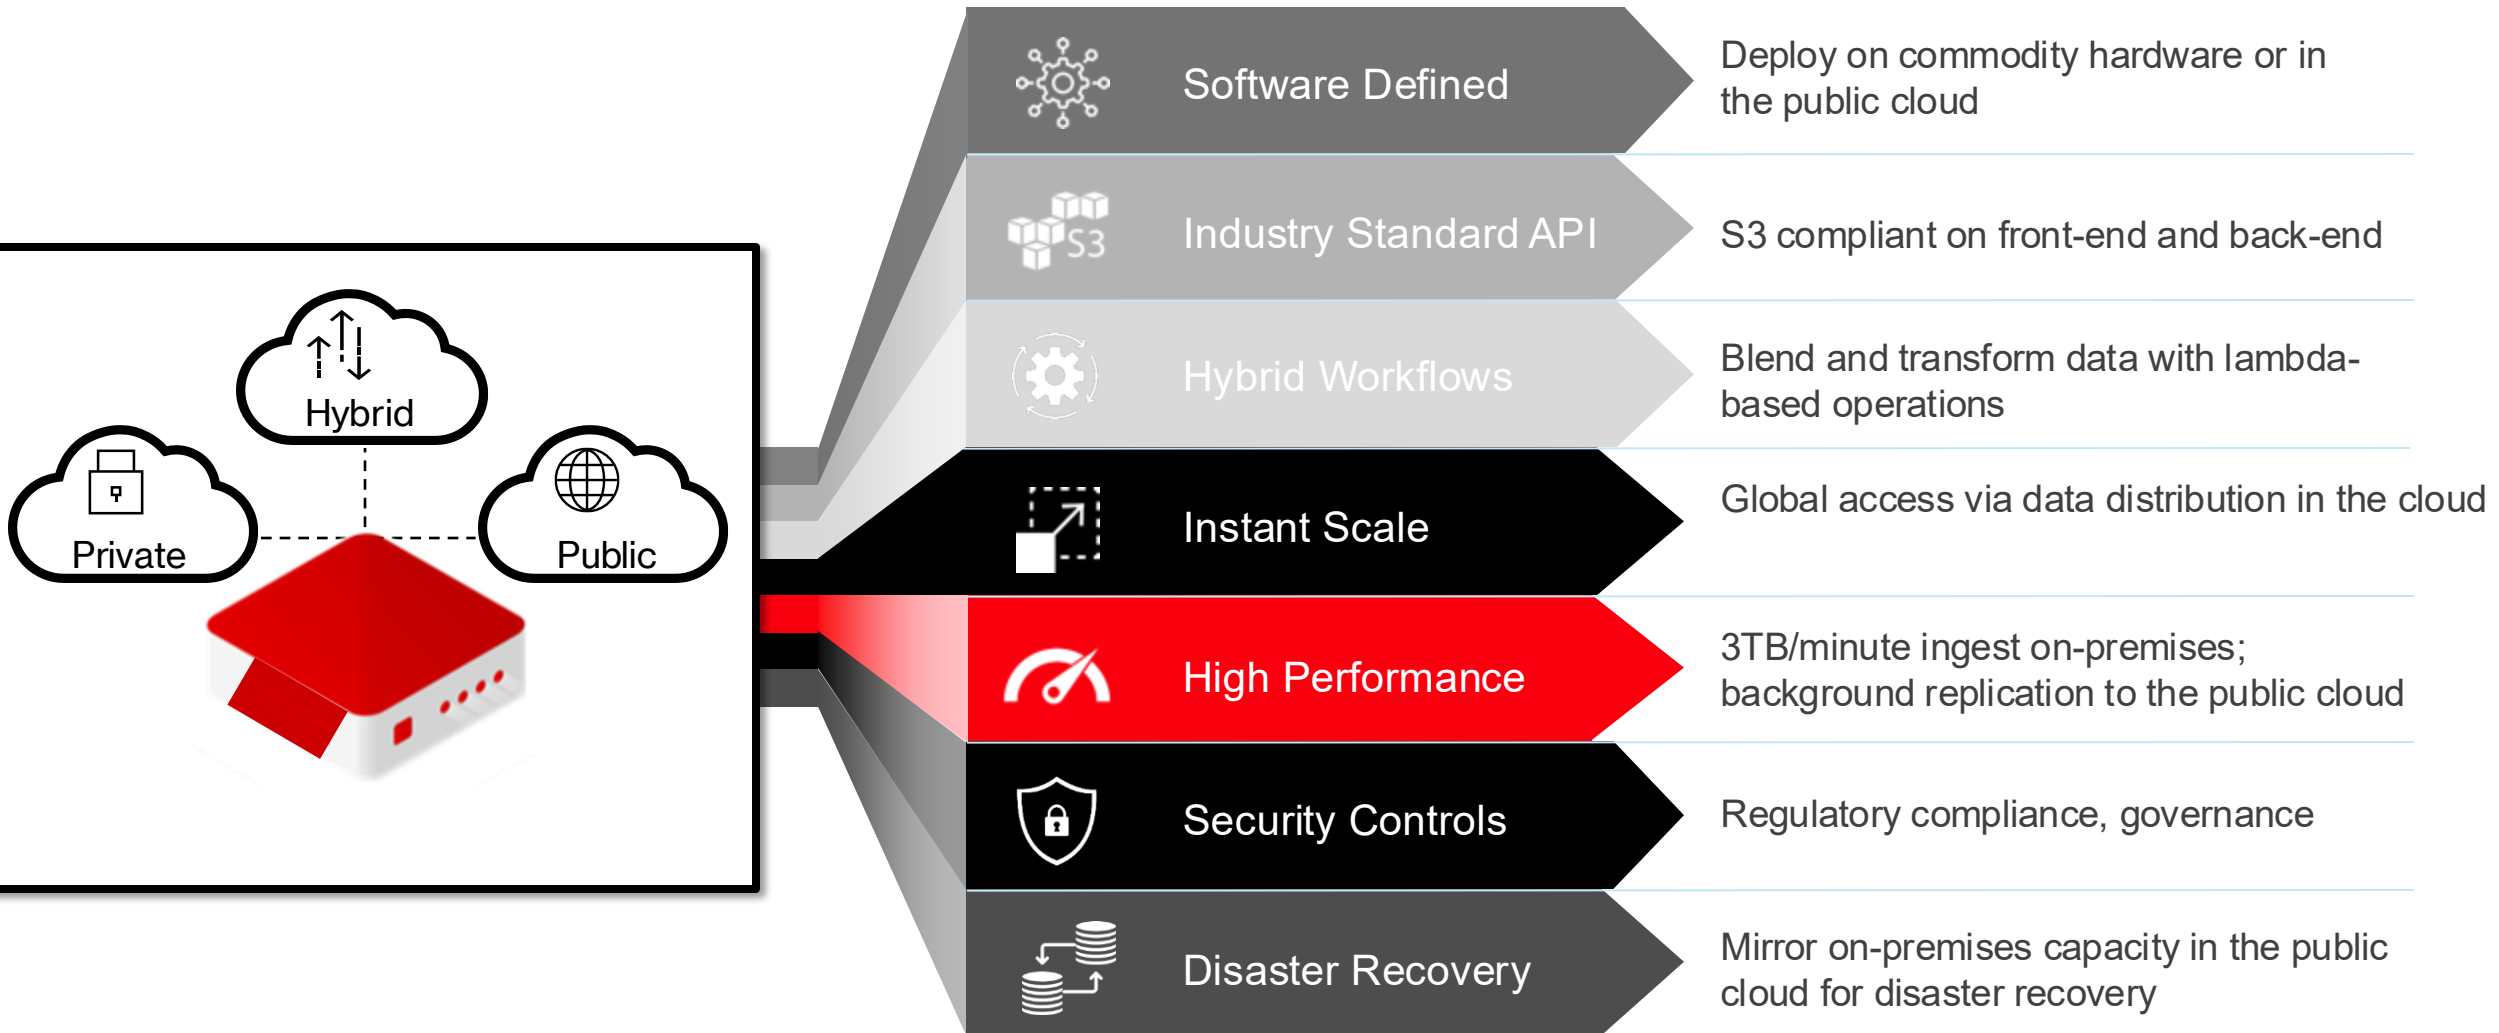 Hybrid
Private
Public
Software Defined
Deploy on commodity hardware or in
the public cloud
S3
Industry Standard API
S3 compliant on front-end and back-end
Hybrid Workflows
Blend and transform data with lambda-
based operations
Instant Scale
Global access via data distribution in the cloud
High Performance
3TB/minute ingest on-premises;
background replication to the public cloud
Security Controls
Regulatory compliance, governance
Disaster Recovery
Mirror on-premises capacity in the public
cloud for disaster recovery